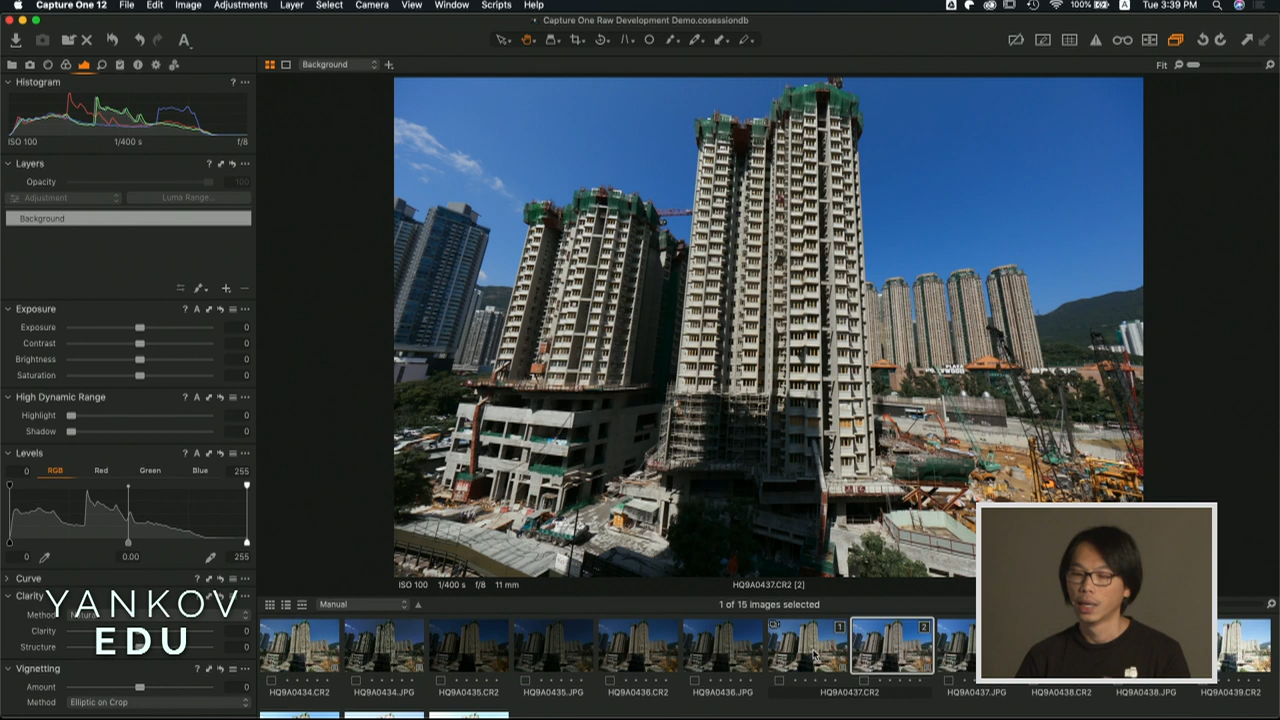 Capture One 12 File Edit Image Adjustments Layer Select Camera View Window Scripts Help 100% A Tue 3:39 PM
Capture One Raw Development Demo.cosessiondb
Background
Fit
Histogram
ISO 100 1/400 s f/8
Layers
Opacity 100
Adjustment Luma Range...
Background
Exposure
Exposure 0
Contrast 0
Brightness 0
Saturation 0
High Dynamic Range
Highlight 0
Shadow 0
Levels
0 RGB Red Green Blue 255
0 0.00 255
Curve
Clarity
Method Natural
Clarity 0
Structure 0
Vignetting
Amount 0
Method Elliptic on Crop
YANKOV
EDU
PLAZA
HOLLYWOOD
ISO 100 1/400 s f/8 11 mm HQ9A0437.CR2 [2]
Manual 1 of 15 images selected
1 2
HQ9A0434.CR2 HQ9A0434.JPG HQ9A0435.CR2 HQ9A0435.JPG HQ9A0436.CR2 HQ9A0436.JPG HQ9A0437.CR2 HQ9A0437.JPG HQ9A0438.CR2 HQ9A0438.JPG HQ9A0439.CR2